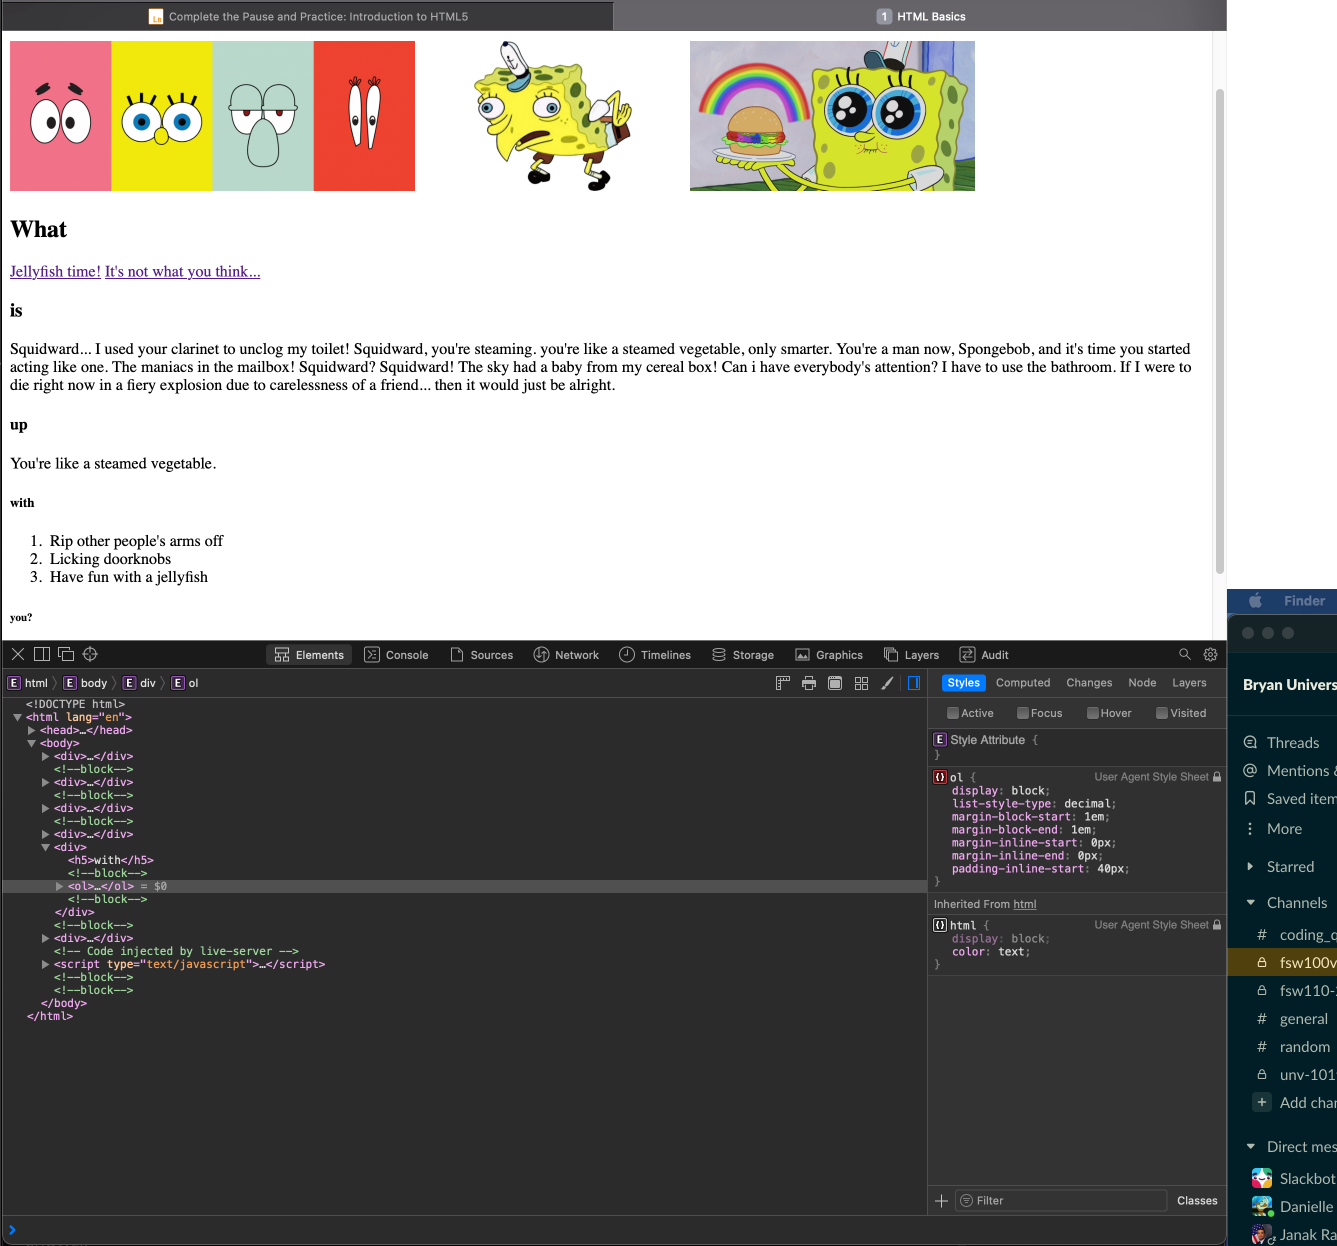 Complete the Pause and Practice: Introduction to HTML5
1 HTML Basics
What
Jellyfish time! It's not what you think...
is
Squidward... I used your clarinet to unclog my toilet! Squidward, you're steaming. you're like a steamed vegetable, only smarter. You're a man now, Spongebob, and it's time you started
acting like one. The maniacs in the mailbox! Squidward? Squidward! The sky had a baby from my cereal box! Can i have everybody's attention? I have to use the bathroom. If I were to
die right now in a fiery explosion due to carelessness of a friend... then it would just be alright.
up
You're like a steamed vegetable.
with
1. Rip other people's arms off
2. Licking doorknobs
3. Have fun with a jellyfish
you?
Elements Console Sources Network Timelines Storage Graphics Layers Audit
E html E body E div E ol
<!DOCTYPE html>
<html lang="en">
<head>…</head>
<body>
<div>…</div>
<!--block-->
<div>…</div>
<!--block-->
<div>…</div>
<!--block-->
<div>…</div>
<div>
<h5>with</h5>
<!--block-->
<ol>…</ol> = $0
<!--block-->
</div>
<!--block-->
<div>…</div>
<!-- Code injected by live-server -->
<script type="text/javascript">…</script>
<!--block-->
<!--block-->
</body>
</html>
Styles Computed Changes Node Layers
Active Focus Hover Visited
E Style Attribute {
}
ol { User Agent Style Sheet
display: block;
list-style-type: decimal;
margin-block-start: 1em;
margin-block-end: 1em;
margin-inline-start: 0px;
margin-inline-end: 0px;
padding-inline-start: 40px;
}
Inherited From html
html { User Agent Style Sheet
display: block;
color: text;
}
Filter Classes
Finder
Bryan Univers
Threads
Mentions &
Saved item
More
Starred
Channels
# coding_q
fsw100v
fsw110-
# general
# random
unv-101
+ Add char
Direct mes
Slackbot
Danielle
Janak Ra